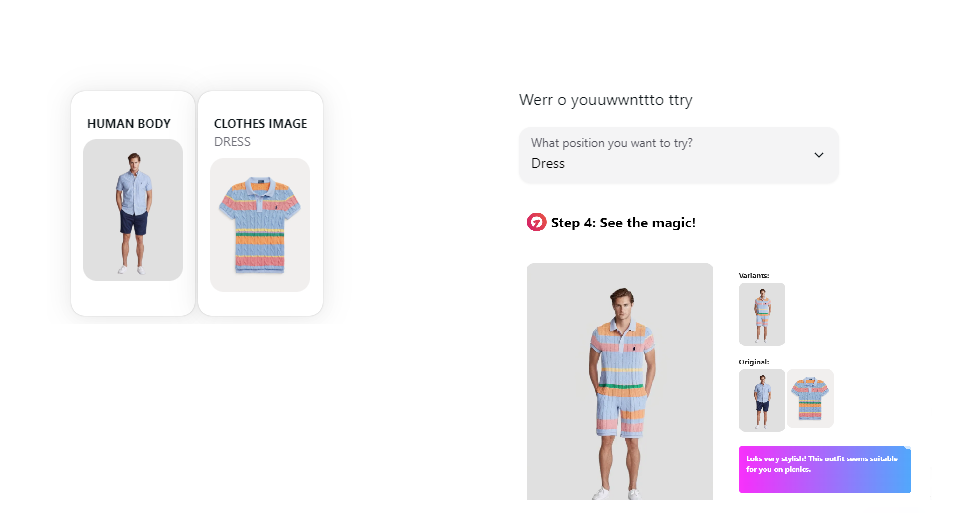 HUMAN BODY
CLOTHES IMAGE
DRESS
Werr o youuwwnttto ttry
What position you want to try?
Dress
Step 4: See the magic!
Variants:
Original:
Loks very stylish! This outfit seems suitable
for you on picnics.